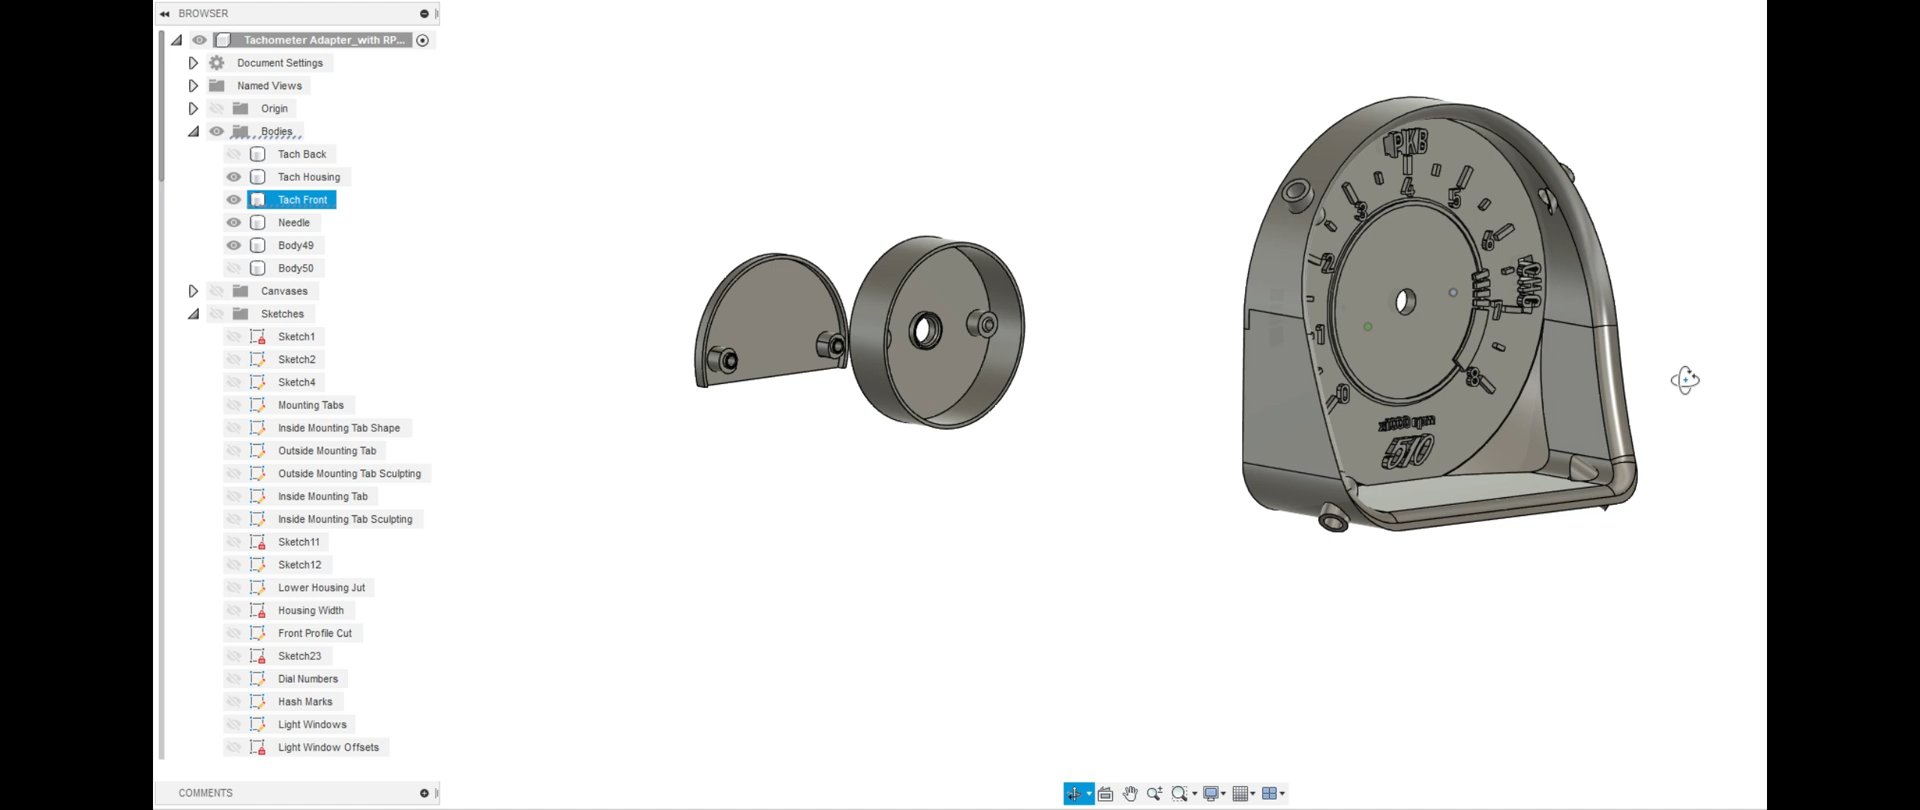 BROWSER
Tachometer Adapter_with RP...
Document Settings
Named Views
Origin
Bodies
Tach Back
Tach Housing
Tach Front
Needle
Body49
Body50
Canvases
Sketches
Sketch1
Sketch2
Sketch4
Mounting Tabs
Inside Mounting Tab Shape
Outside Mounting Tab
Outside Mounting Tab Sculpting
Inside Mounting Tab
Inside Mounting Tab Sculpting
Sketch11
Sketch12
Lower Housing Jut
Housing Width
Front Profile Cut
Sketch23
Dial Numbers
Hash Marks
Light Windows
Light Window Offsets
COMMENTS
PKB
4
5
3
6
2
7
1
8
0
510